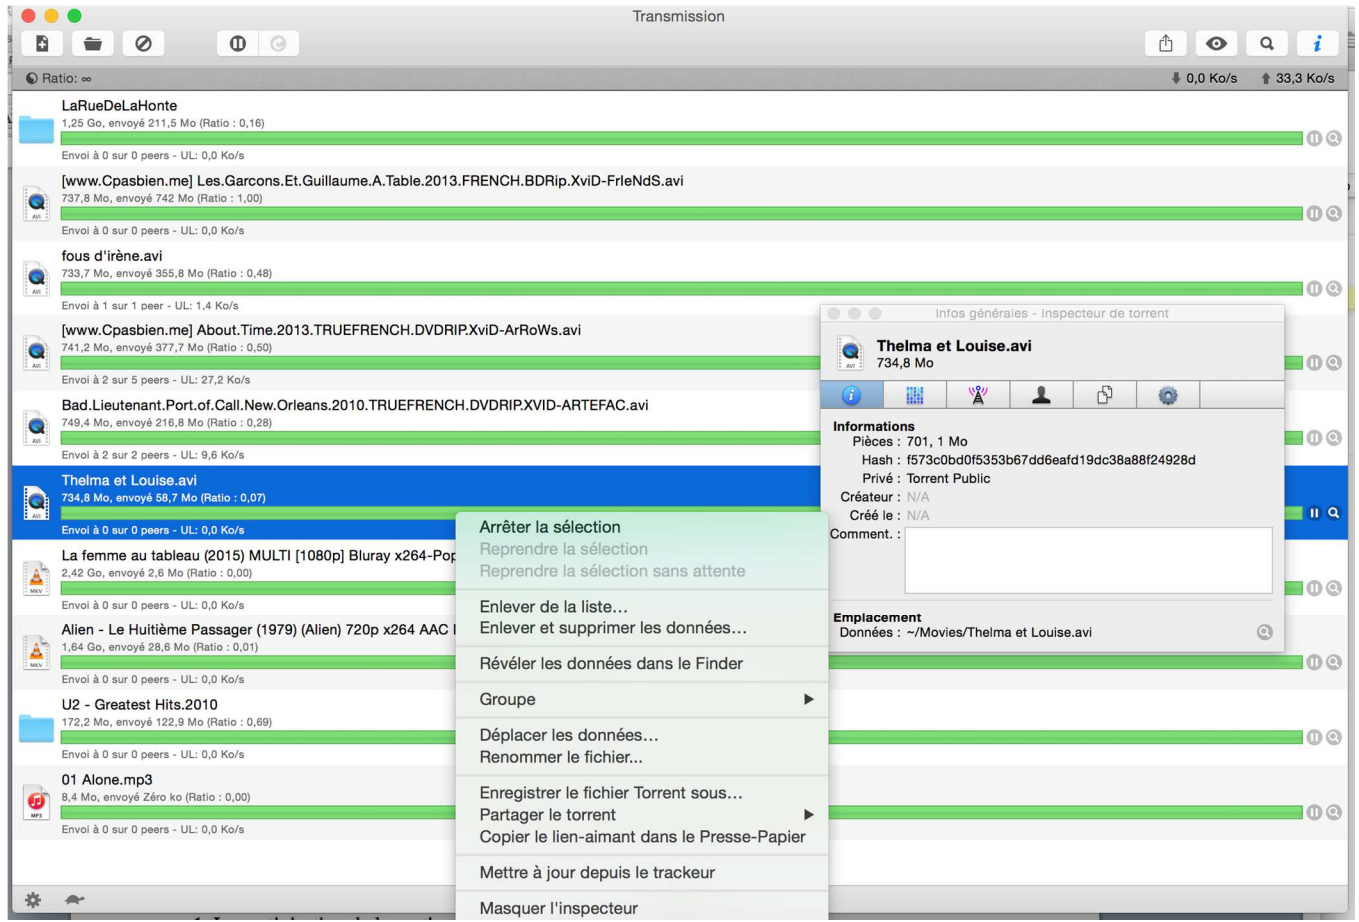 Transmission
Ratio: ∞
0,0 Ko/s
33,3 Ko/s
LaRueDeLaHonte
1,25 Go, envoyé 211,5 Mo (Ratio : 0,16)
Envoi à 0 sur 0 peers - UL: 0,0 Ko/s
[www.Cpasbien.me] Les.Garcons.Et.Guillaume.A.Table.2013.FRENCH.BDRip.XviD-FrIeNdS.avi
737,8 Mo, envoyé 742 Mo (Ratio : 1,00)
AVI
Envoi à 0 sur 0 peers - UL: 0,0 Ko/s
fous d'irène.avi
733,7 Mo, envoyé 355,8 Mo (Ratio : 0,48)
AVI
Envoi à 1 sur 1 peer - UL: 1,4 Ko/s
[www.Cpasbien.me] About.Time.2013.TRUEFRENCH.DVDRIP.XviD-ArRoWs.avi
741,2 Mo, envoyé 377,7 Mo (Ratio : 0,50)
AVI
Envoi à 2 sur 5 peers - UL: 27,2 Ko/s
Bad.Lieutenant.Port.of.Call.New.Orleans.2010.TRUEFRENCH.DVDRIP.XVID-ARTEFAC.avi
749,4 Mo, envoyé 216,8 Mo (Ratio : 0,28)
AVI
Envoi à 2 sur 2 peers - UL: 9,6 Ko/s
Thelma et Louise.avi
734,8 Mo, envoyé 58,7 Mo (Ratio : 0,07)
AVI
Envoi à 0 sur 0 peers - UL: 0,0 Ko/s
La femme au tableau (2015) MULTI [1080p] Bluray x264-Pop
2,42 Go, envoyé 2,6 Mo (Ratio : 0,00)
MKV
Envoi à 0 sur 0 peers - UL: 0,0 Ko/s
Alien - Le Huitième Passager (1979) (Alien) 720p x264 AAC
1,64 Go, envoyé 28,6 Mo (Ratio : 0,01)
MKV
Envoi à 0 sur 0 peers - UL: 0,0 Ko/s
U2 - Greatest Hits.2010
172,2 Mo, envoyé 122,9 Mo (Ratio : 0,69)
Envoi à 0 sur 0 peers - UL: 0,0 Ko/s
01 Alone.mp3
8,4 Mo, envoyé Zéro ko (Ratio : 0,00)
MP3
Envoi à 0 sur 0 peers - UL: 0,0 Ko/s
Infos générales - Inspecteur de torrent
Thelma et Louise.avi
AVI
734,8 Mo
Informations
Pièces : 701, 1 Mo
Hash : f573c0bd0f5353b67dd6eafd19dc38a88f24928d
Privé : Torrent Public
Créateur : N/A
Créé le : N/A
Comment. :
Emplacement
Données : ~/Movies/Thelma et Louise.avi
Arrêter la sélection
Reprendre la sélection
Reprendre la sélection sans attente
Enlever de la liste…
Enlever et supprimer les données…
Révéler les données dans le Finder
Groupe
Déplacer les données…
Renommer le fichier...
Enregistrer le fichier Torrent sous…
Partager le torrent
Copier le lien-aimant dans le Presse-Papier
Mettre à jour depuis le trackeur
Masquer l'inspecteur